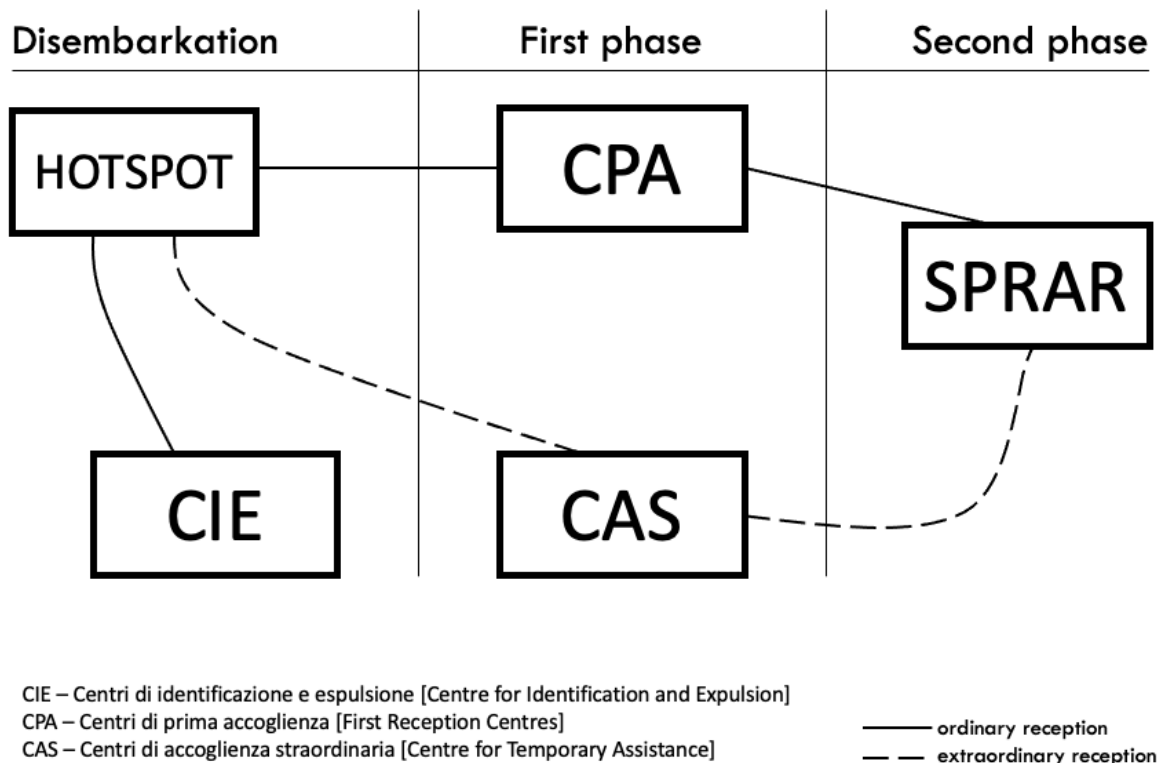 Disembarkation First phase Second phase
HOTSPOT
CPA
SPRAR
CIE
CAS
CIE – Centri di identificazione e espulsione [Centre for Identification and Expulsion]
CPA – Centri di prima accoglienza [First Reception Centres]
CAS – Centri di accoglienza straordinaria [Centre for Temporary Assistance]
ordinary reception
extraordinary reception